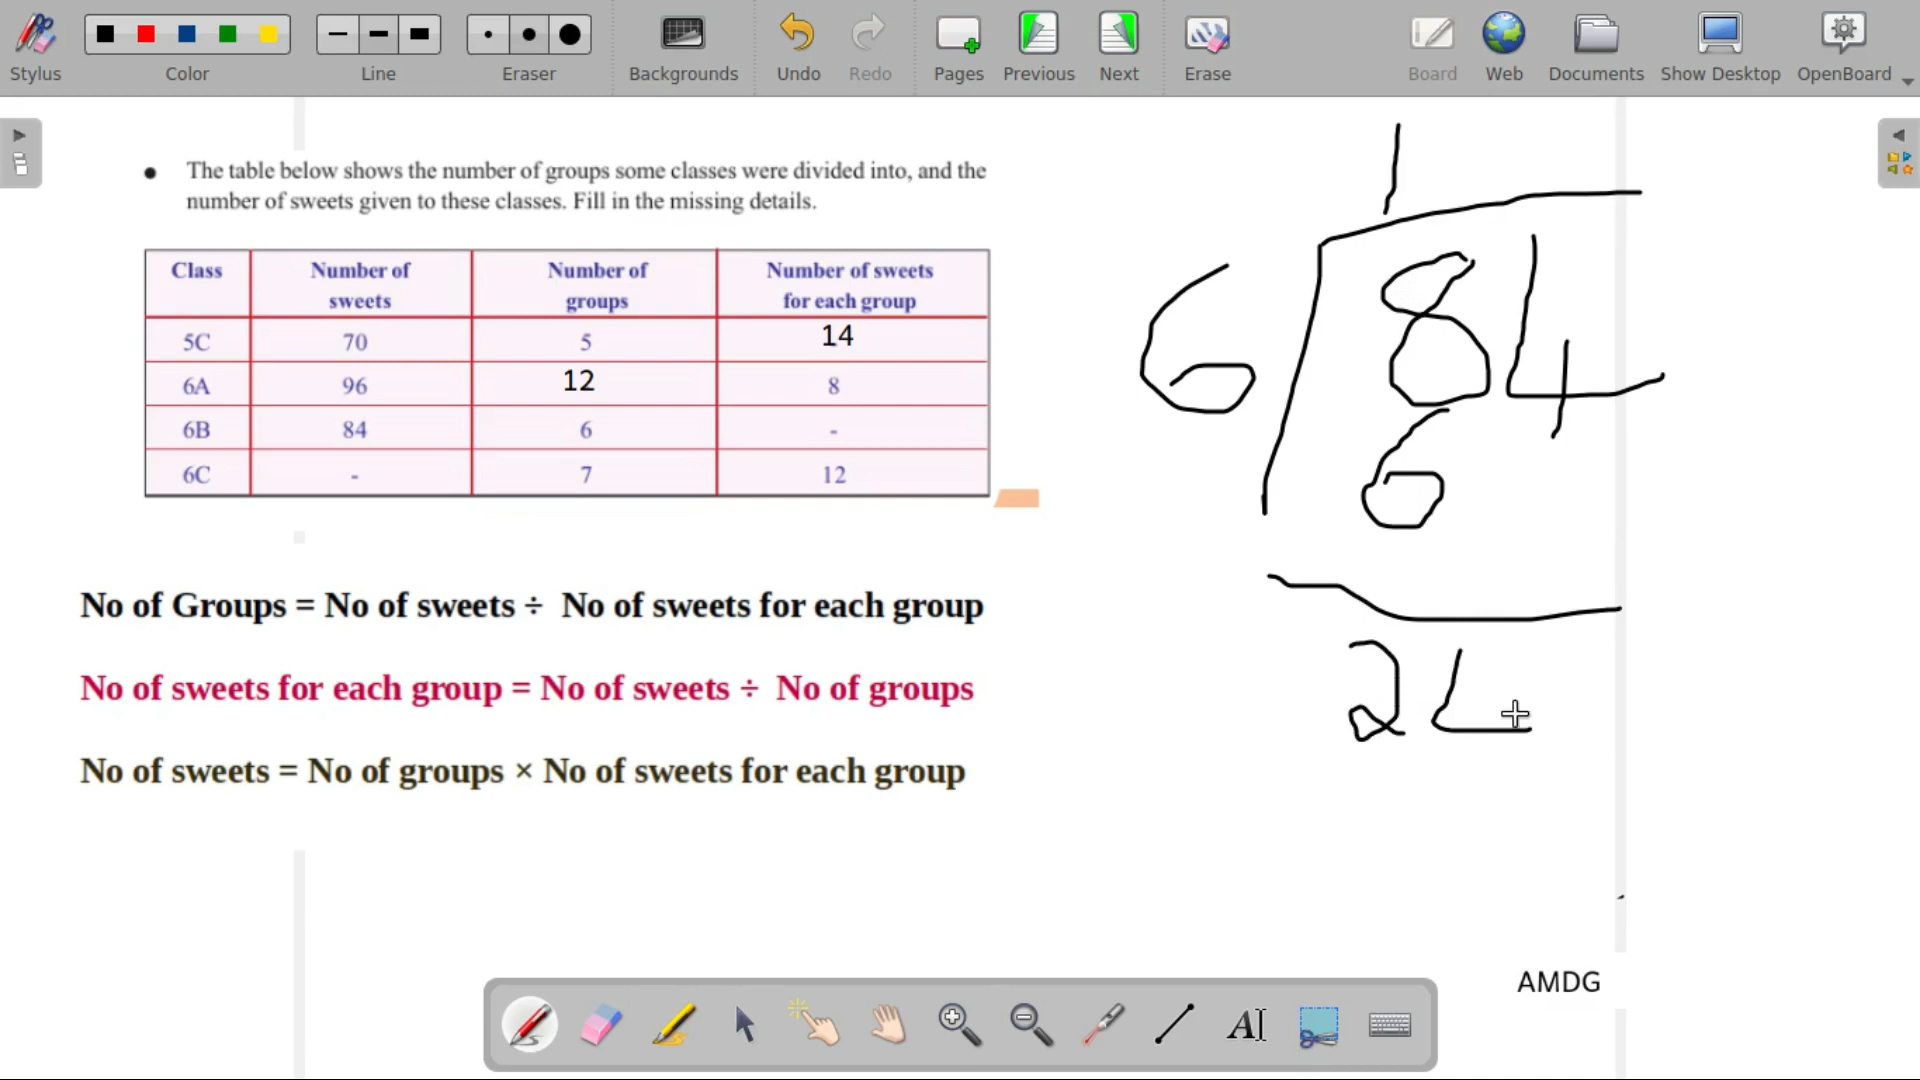 Stylus Color Line Eraser Backgrounds Undo Redo Pages Previous Next Erase Board Web Documents Show Desktop OpenBoard
• The table below shows the number of groups some classes were divided into, and the
number of sweets given to these classes. Fill in the missing details.
Class Number of sweets Number of groups Number of sweets for each group
5C 70 5 14
6A 96 12 8
6B 84 6 -
6C - 7 12
No of Groups = No of sweets ÷ No of sweets for each group
No of sweets for each group = No of sweets ÷ No of groups
No of sweets = No of groups × No of sweets for each group
1
6 84
6
2
AMDG